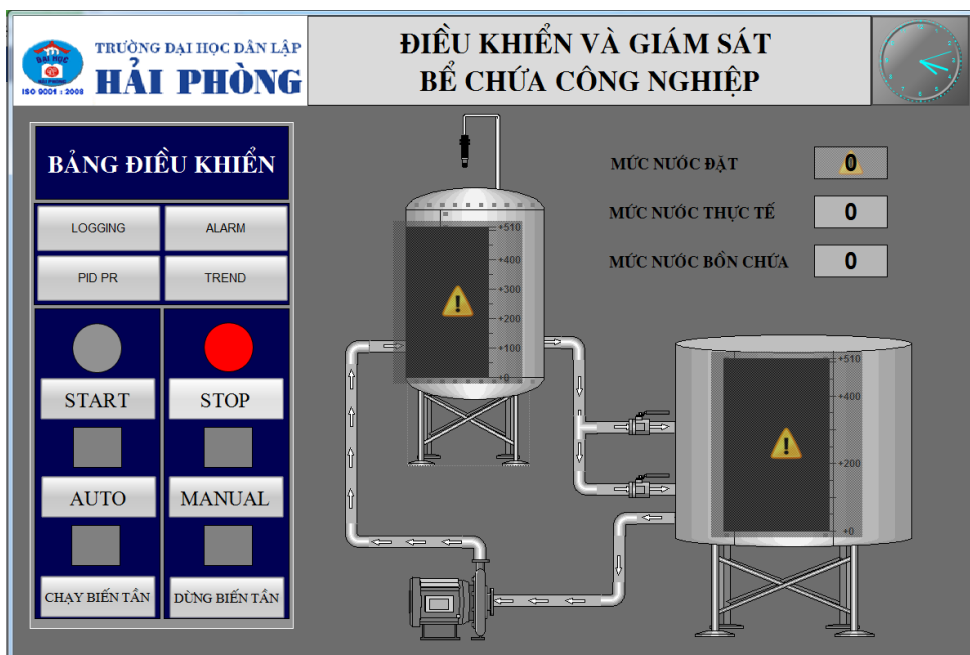 TRƯỜNG ĐẠI HỌC DÂN LẬP
HẢI PHÒNG
ISO 9001 : 2008
ĐIỀU KHIỂN VÀ GIÁM SÁT
BỂ CHỨA CÔNG NGHIỆP
BẢNG ĐIỀU KHIỂN
LOGGING
ALARM
PID PR
TREND
START
STOP
AUTO
MANUAL
CHẠY BIẾN TẦN
DỪNG BIẾN TẦN
MỨC NƯỚC ĐẶT
0
MỨC NƯỚC THỰC TẾ
0
MỨC NƯỚC BỒN CHỨA
0
+510
+400
+300
+200
+100
+0
+510
+400
+200
+0